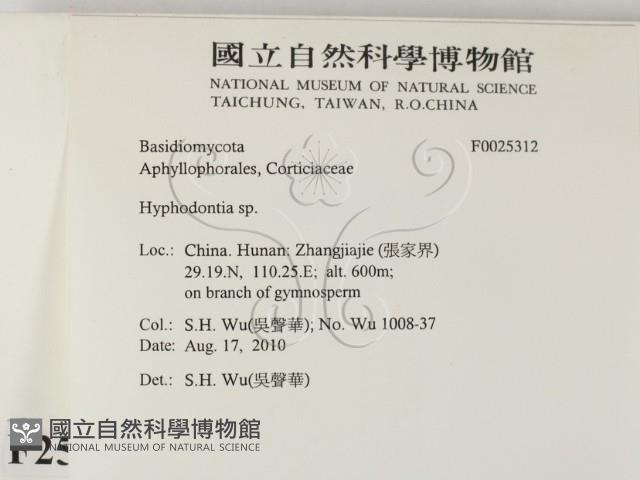 國立自然科學博物館
NATIONAL MUSEUM OF NATURAL SCIENCE
TAICHUNG, TAIWAN, R.O.CHINA
Basidiomycota F0025312
Aphyllophorales, Corticiaceae
Hyphodontia sp.
Loc.: China. Hunan: Zhangjiajie (張家界)
29.19.N, 110.25.E; alt. 600m;
on branch of gymnosperm
Col.: S.H. Wu(吳聲華); No. Wu 1008-37
Date: Aug. 17, 2010
Det.: S.H. Wu(吳聲華)
國立自然科學博物館
NATIONAL MUSEUM OF NATURAL SCIENCE
F25